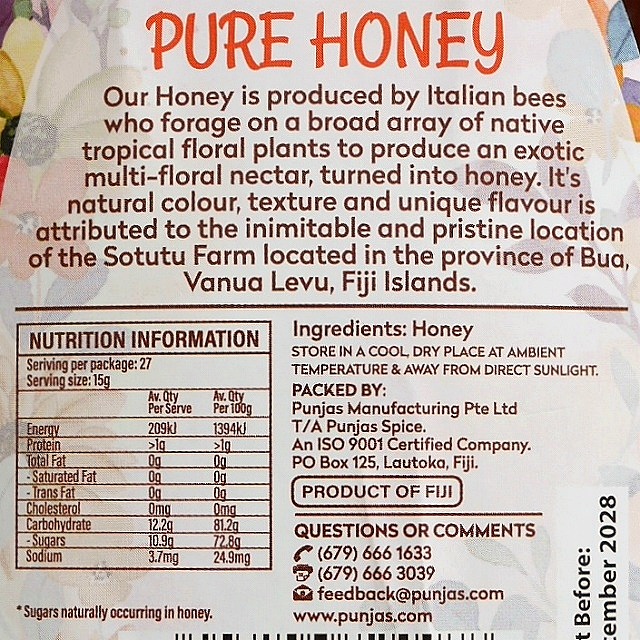 PURE HONEY
Our Honey is produced by Italian bees
who forage on a broad array of native
tropical floral plants to produce an exotic
multi-floral nectar, turned into honey. It's
natural colour, texture and unique flavour is
attributed to the inimitable and pristine location
of the Sotutu Farm located in the province of Bua,
Vanua Levu, Fiji Islands.
NUTRITION INFORMATION
Seriving per package: 27
Serving size: 15g
Av. Qty Av. Qty
Per Serve Per 100g
Energy 209kJ 1394kJ
Protein >1g >1g
Total Fat 0g 0g
- Saturated Fat 0g 0g
- Trans Fat 0g 0g
Cholesterol 0mg 0mg
Carbohydrate 12.2g 81.2g
- Sugars 10.9g 72.8g
Sodium 3.7mg 24.9mg
* Sugars naturally occurring in honey.
Ingredients: Honey
STORE IN A COOL, DRY PLACE AT AMBIENT
TEMPERATURE & AWAY FROM DIRECT SUNLIGHT.
PACKED BY:
Punjas Manufacturing Pte Ltd
T/A Punjas Spice.
An ISO 9001 Certified Company.
PO Box 125, Lautoka, Fiji.
PRODUCT OF FIJI
QUESTIONS OR COMMENTS
(679) 666 1633
(679) 666 3039
feedback@punjas.com
www.punjas.com
t Before:
cember 2028